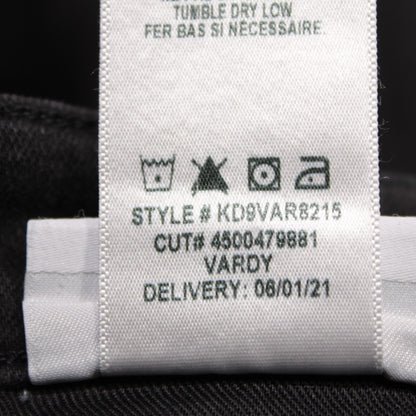 TUMBLE DRY LOW
FER BAS SI NÉCESSAIRE.
STYLE # KD9VAR8215
CUT# 4500479881
VARDY
DELIVERY: 06/01/21